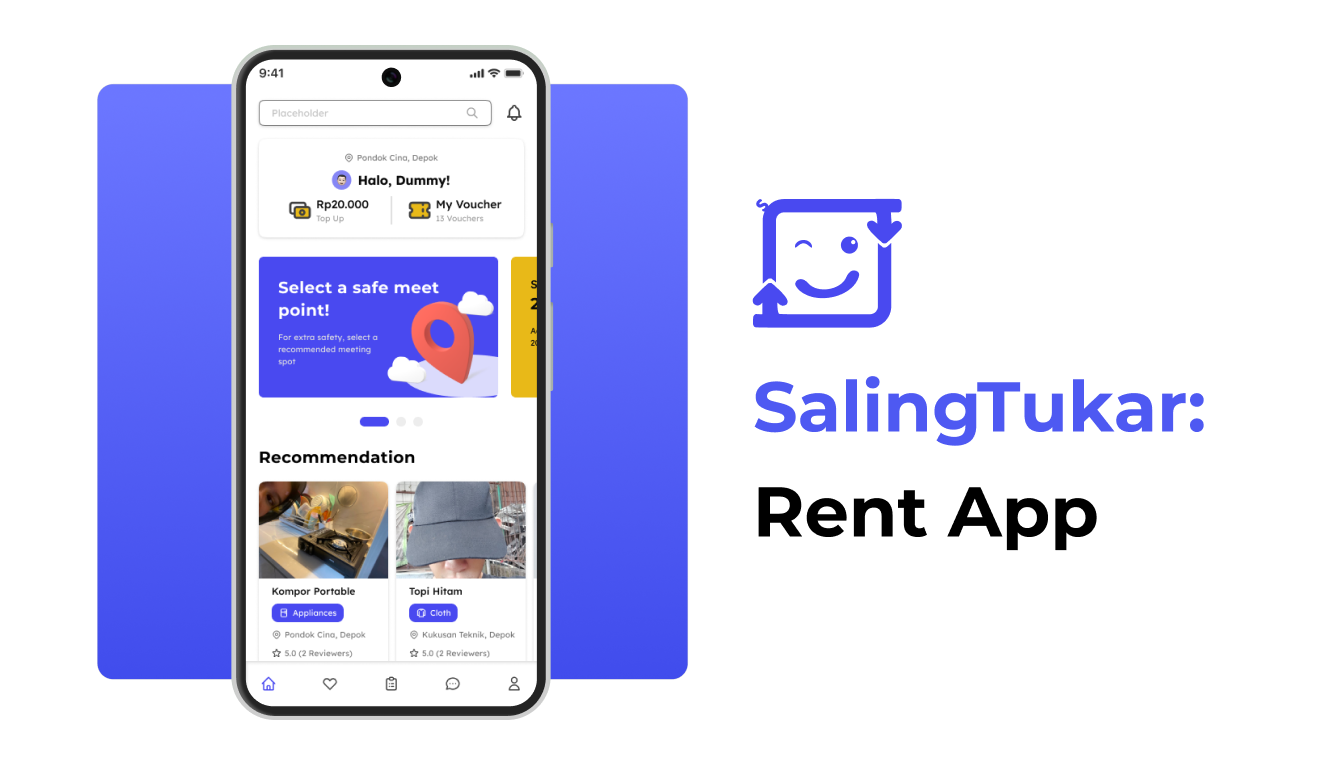 9:41
Placeholder
Pondok Cina, Depok
Halo, Dummy!
Rp20.000
Top Up
My Voucher
13 Vouchers
Select a safe meet
point!
For extra safety, select a
recommended meeting
spot
Recommendation
Kompor Portable
Appliances
Pondok Cina, Depok
5.0 (2 Reviewers)
Topi Hitam
Cloth
Kukusan Teknik, Depok
5.0 (2 Reviewers)
SalingTukar:
Rent App